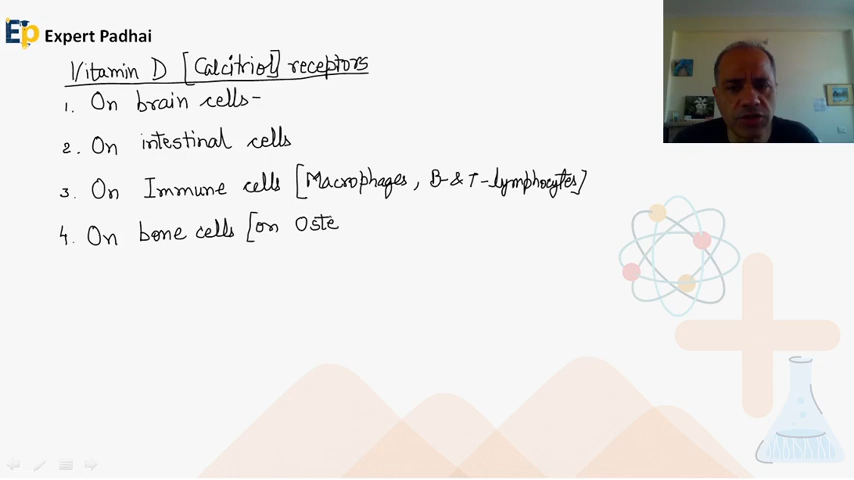 Ep Expert Padhai
Vitamin D [Calcitriol] receptors
1. On brain cells-
2. On intestinal cells
3. On Immune cells [Macrophages, B-& T-lymphocytes]
4. On bone cells [on Oste